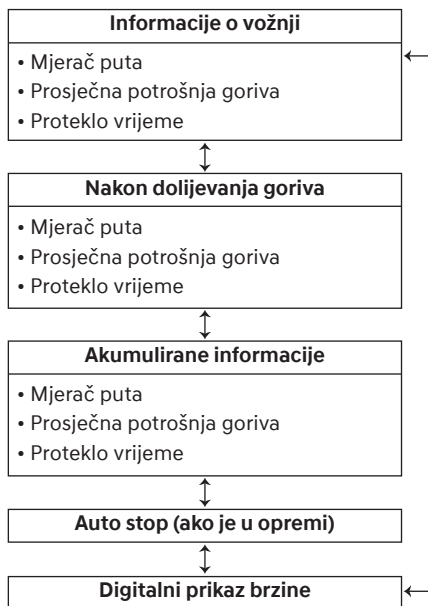 Informacije o vožnji
• Mjerač puta
• Prosječna potrošnja goriva
• Proteklo vrijeme
Nakon dolijevanja goriva
• Mjerač puta
• Prosječna potrošnja goriva
• Proteklo vrijeme
Akumulirane informacije
• Mjerač puta
• Prosječna potrošnja goriva
• Proteklo vrijeme
Auto stop (ako je u opremi)
Digitalni prikaz brzine